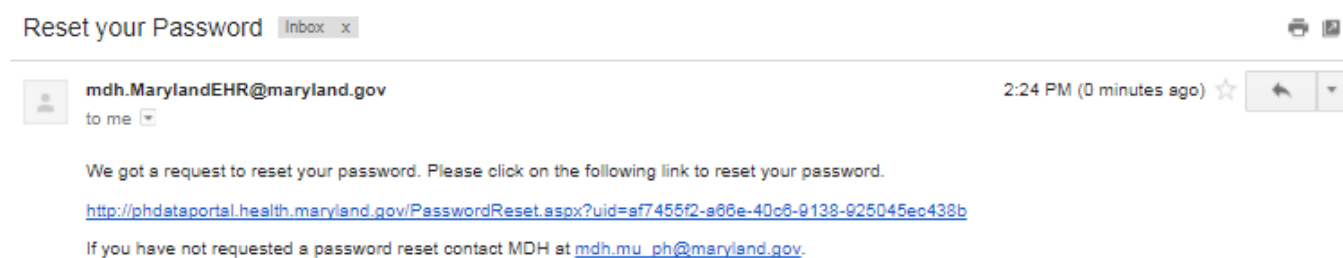 Reset your Password Inbox x
mdh.MarylandEHR@maryland.gov 2:24 PM (0 minutes ago)
to me
We got a request to reset your password. Please click on the following link to reset your password.
http://phdataportal.health.maryland.gov/PasswordReset.aspx?uid=af7455f2-a66e-40c6-9138-925045ec438b
If you have not requested a password reset contact MDH at mdh.mu_ph@maryland.gov.